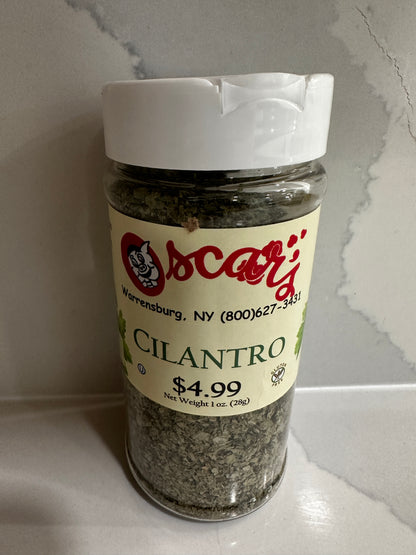 Oscar's
Warrensburg, NY (800)627-3431
CILANTRO
$4.99
Net Weight 1 oz. (28g)